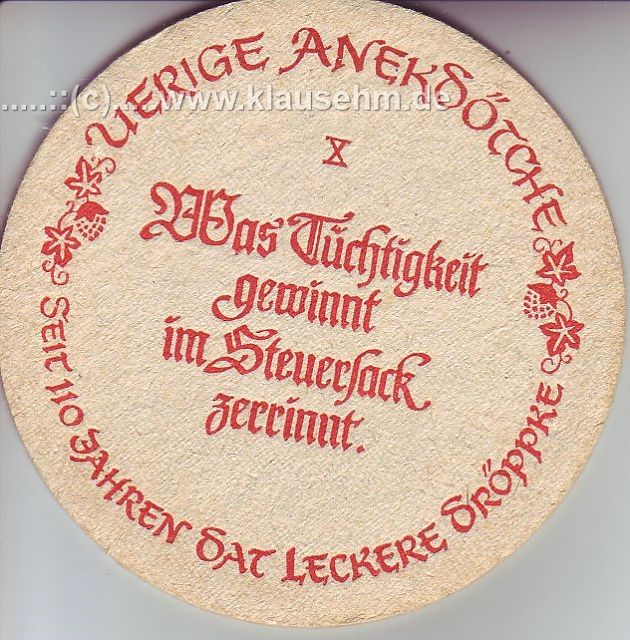 UERIGE ANEKDÖTCHE
.....::(c).....www.klausehm.de
X
Was Tüchtigkeit
gewinnt
im Steuersack
zerrinnt.
SEIT 110 JAHREN DAT LECKERE DRÖPPKE